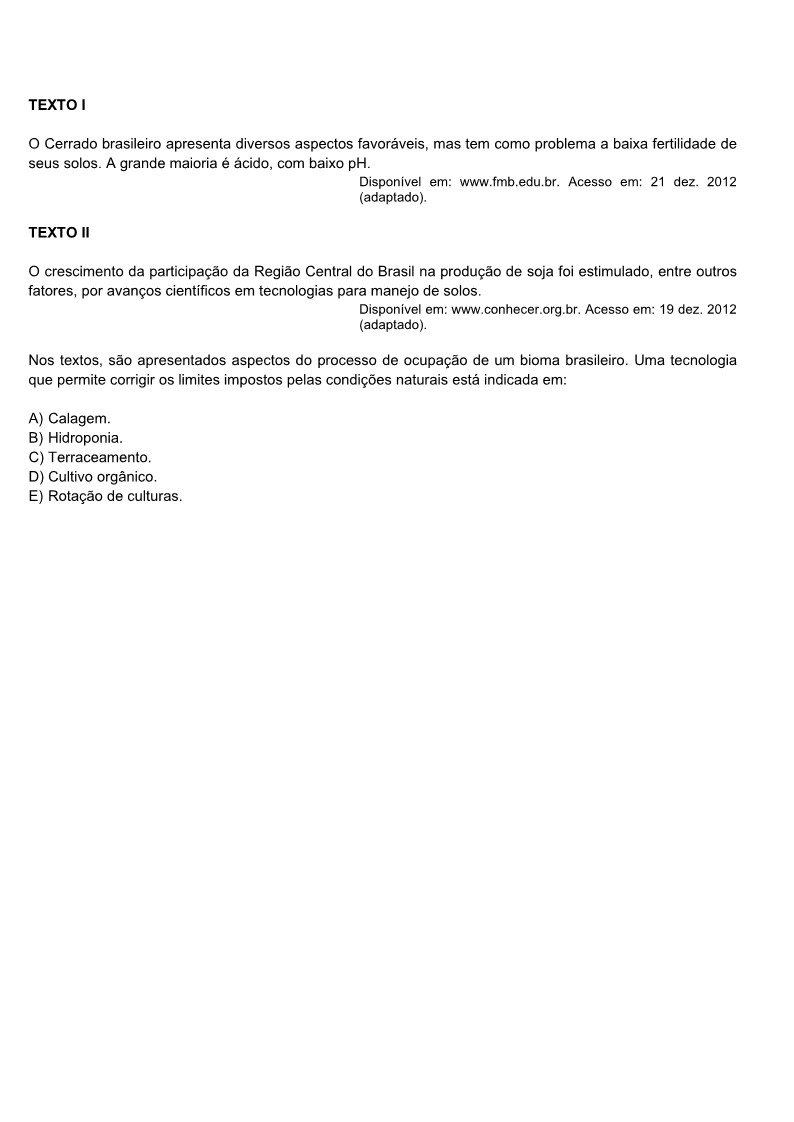 TEXTO I
O Cerrado brasileiro apresenta diversos aspectos favoráveis, mas tem como problema a baixa fertilidade de
seus solos. A grande maioria é ácido, com baixo pH.
Disponível em: www.fmb.edu.br. Acesso em: 21 dez. 2012
(adaptado).
TEXTO II
O crescimento da participação da Região Central do Brasil na produção de soja foi estimulado, entre outros
fatores, por avanços científicos em tecnologias para manejo de solos.
Disponível em: www.conhecer.org.br. Acesso em: 19 dez. 2012
(adaptado).
Nos textos, são apresentados aspectos do processo de ocupação de um bioma brasileiro. Uma tecnologia
que permite corrigir os limites impostos pelas condições naturais está indicada em:
A) Calagem.
B) Hidroponia.
C) Terraceamento.
D) Cultivo orgânico.
E) Rotação de culturas.